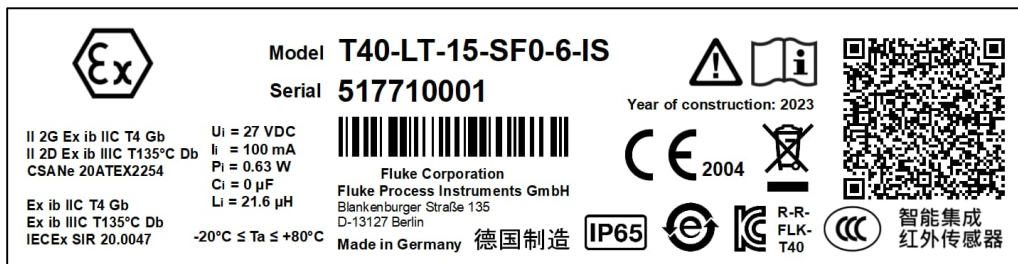 Ex
Model T40-LT-15-SF0-6-IS
Serial 517710001
II 2G Ex ib IIC T4 Gb
II 2D Ex ib IIIC T135°C Db
CSANe 20ATEX2254
Ex ib IIC T4 Gb
Ex ib IIIC T135°C Db
IECEx SIR 20.0047
Ui = 27 VDC
Ii = 100 mA
Pi = 0.63 W
Ci = 0 µF
Li = 21.6 µH
-20°C ≤ Ta ≤ +80°C
Fluke Corporation
Fluke Process Instruments GmbH
Blankenburger Straße 135
D-13127 Berlin
Made in Germany 德国制造
Year of construction: 2023
CE 2004
IP65
R-R-
FLK-
T40
CCC
智能集成
红外传感器